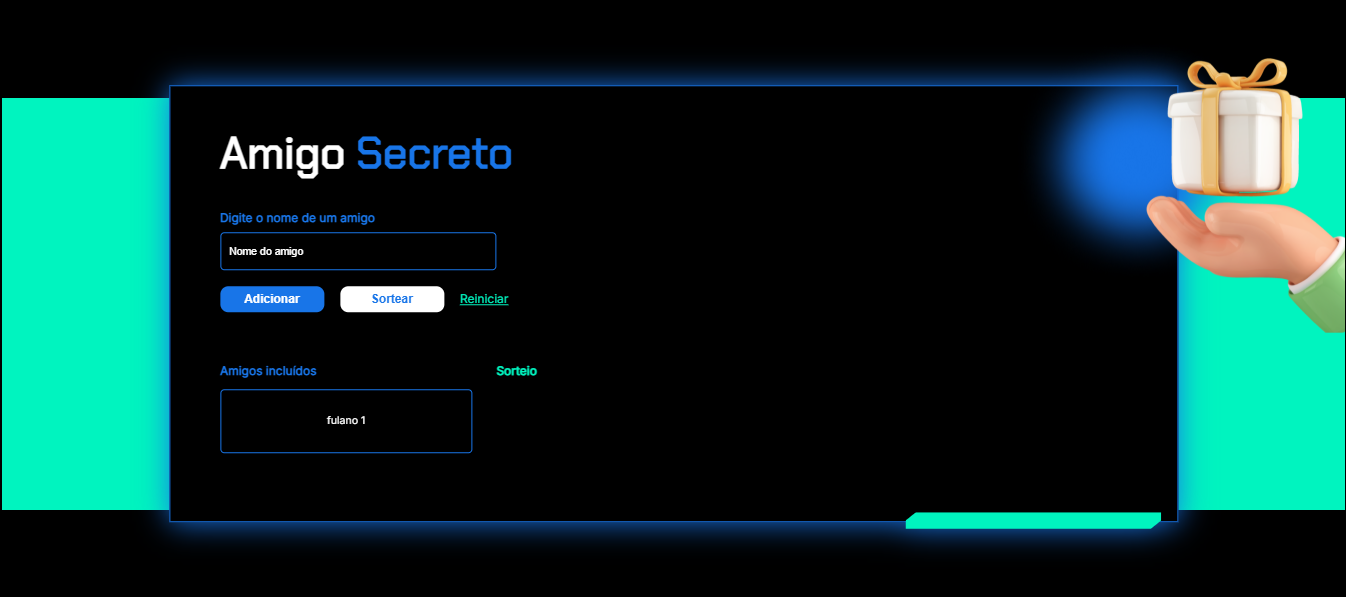 Amigo Secreto
Digite o nome de um amigo
Nome do amigo
Adicionar Sortear Reiniciar
Amigos incluídos Sorteio
fulano 1